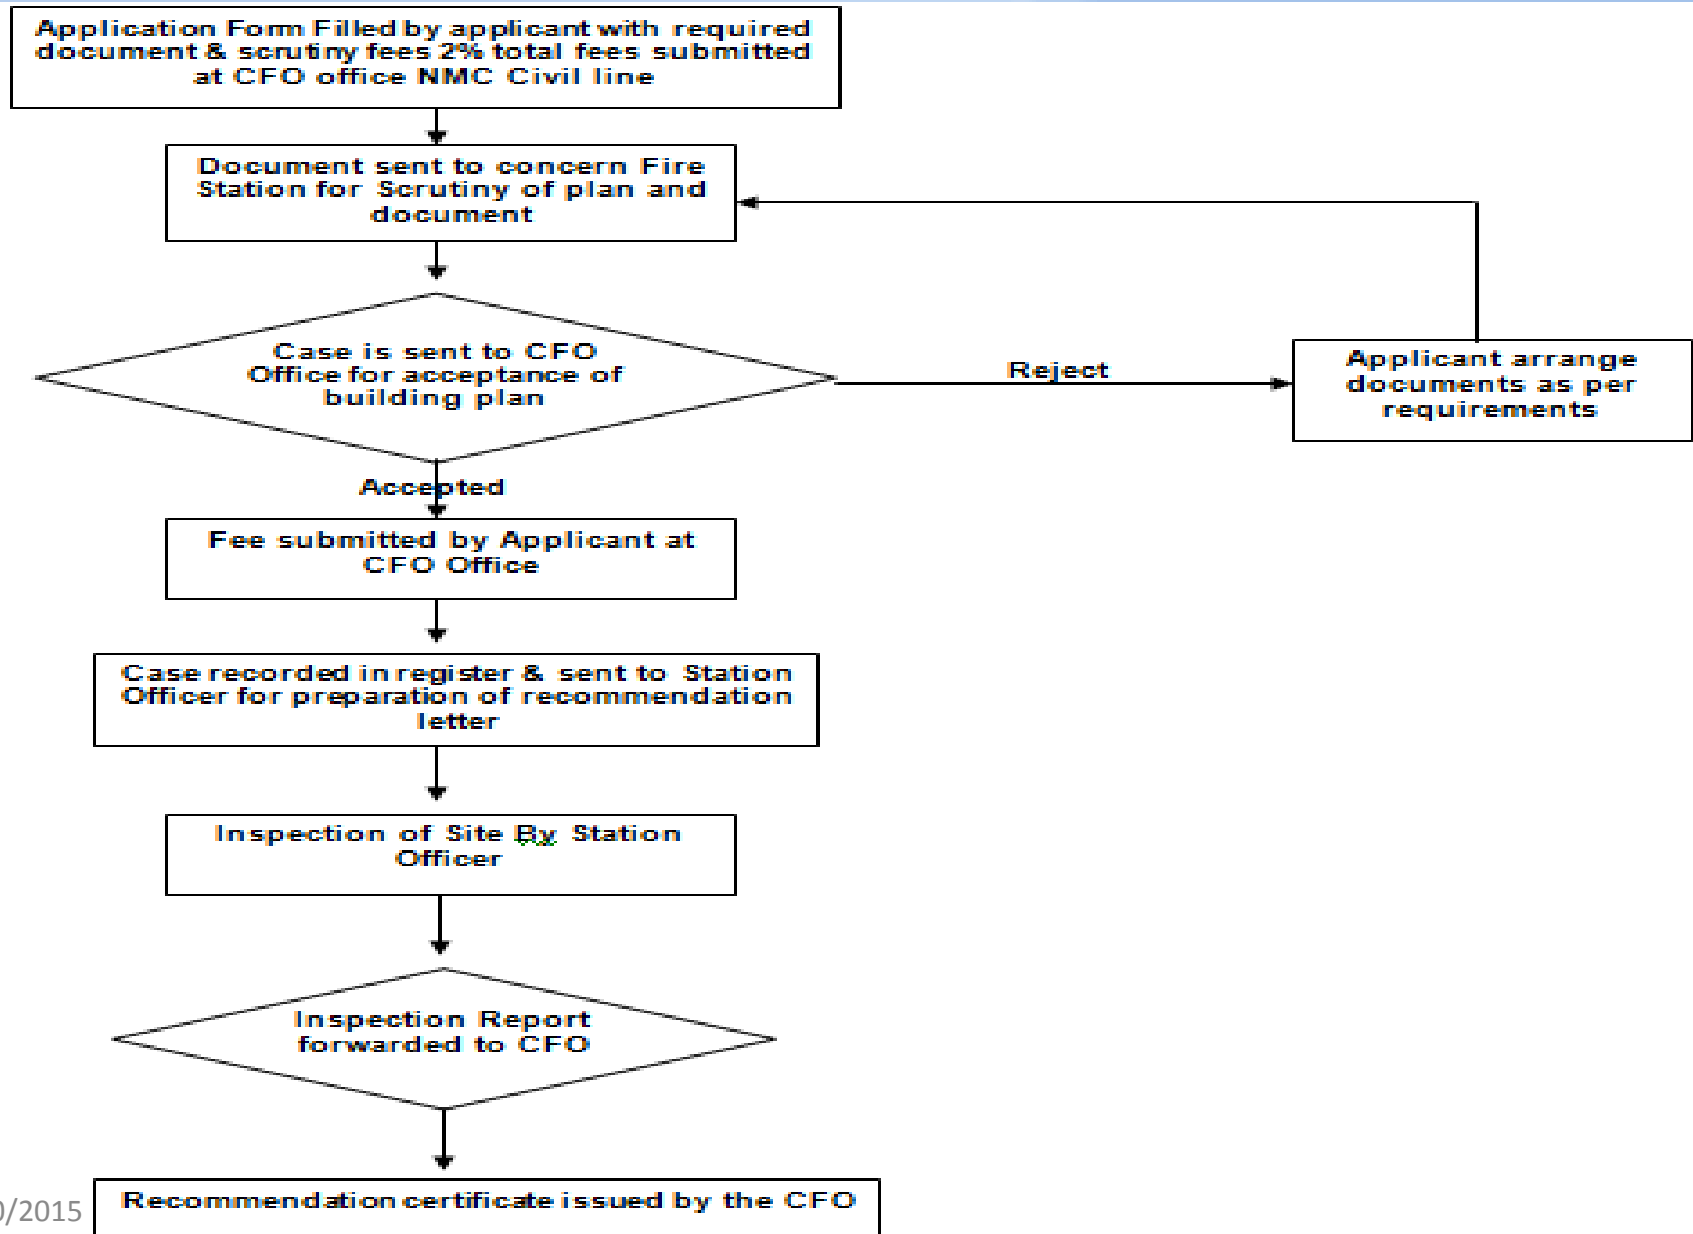 Application Form Filled by applicant with required
document & scrutiny fees 2% total fees submitted
at CFO office NMC Civil line
Document sent to concern Fire
Station for Scrutiny of plan and
document
Case is sent to CFO
Office for acceptance of
building plan
Reject
Applicant arrange
documents as per
requirements
Accepted
Fee submitted by Applicant at
CFO Office
Case recorded in register & sent to Station
Officer for preparation of recommendation
letter
Inspection of Site By Station
Officer
Inspection Report
forwarded to CFO
Recommendation certificate issued by the CFO
0/2015